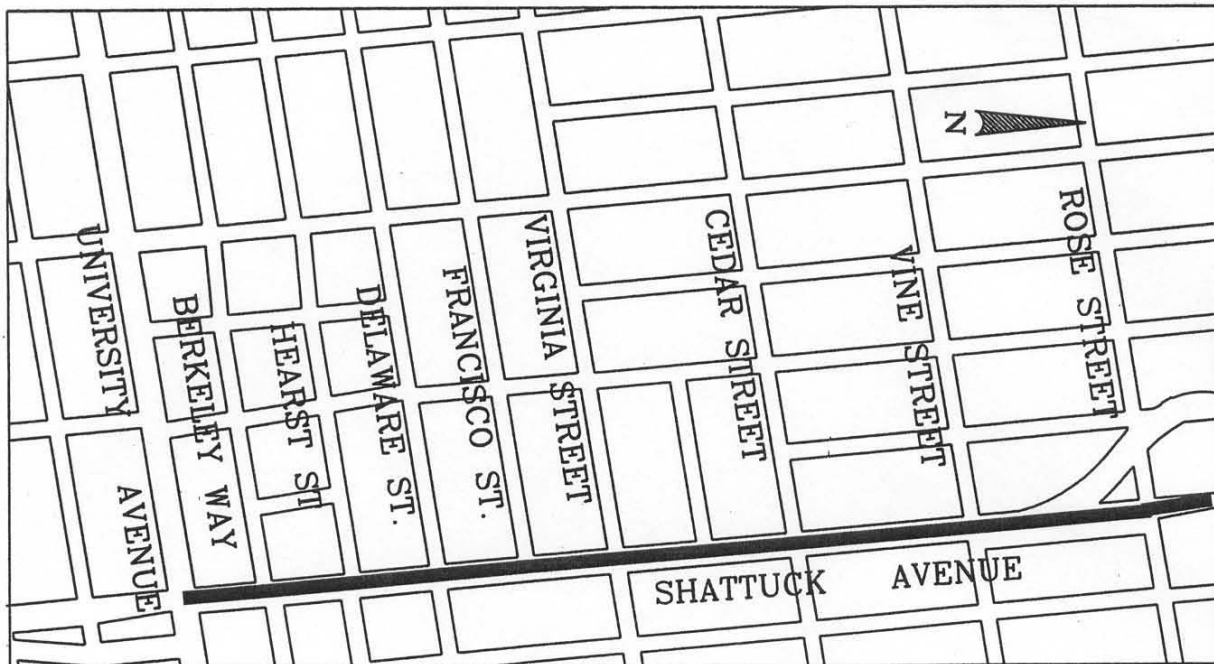 UNIVERSITY AVENUE
BERKELEY WAY
HEARST ST
DELAWARE ST.
FRANCISCO ST.
VIRGINIA STREET
CEDAR STREET
VINE STREET
ROSE STREET
N
SHATTUCK AVENUE